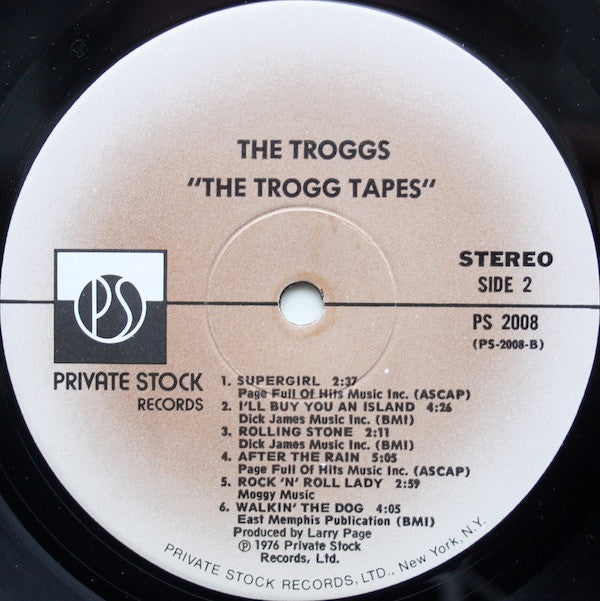 THE TROGGS
"THE TROGG TAPES"
PS
PRIVATE STOCK
RECORDS
STEREO
SIDE 2
PS 2008
(PS-2008-B)
1. SUPERGIRL 2:37
Page Full Of Hits Music Inc. (ASCAP)
2. I'LL BUY YOU AN ISLAND 4:26
Dick James Music Inc. (BMI)
3. ROLLING STONE 2:11
Dick James Music Inc. (BMI)
4. AFTER THE RAIN 5:05
Page Full Of Hits Music Inc. (ASCAP)
5. ROCK 'N' ROLL LADY 2:59
Moggy Music
6. WALKIN' THE DOG 4:05
East Memphis Publication (BMI)
Produced by Larry Page
℗ 1976 Private Stock
Records, Ltd.
PRIVATE STOCK RECORDS, LTD., New York, N.Y.